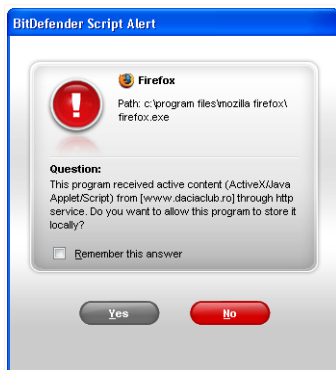 BitDefender Script Alert
Firefox
Path: c:\program files\mozilla firefox\
firefox.exe
Question:
This program received active content (ActiveX/Java
Applet/Script) from [www.daciaclub.ro] through http
service. Do you want to allow this program to store it
locally?
Remember this answer
Yes
No